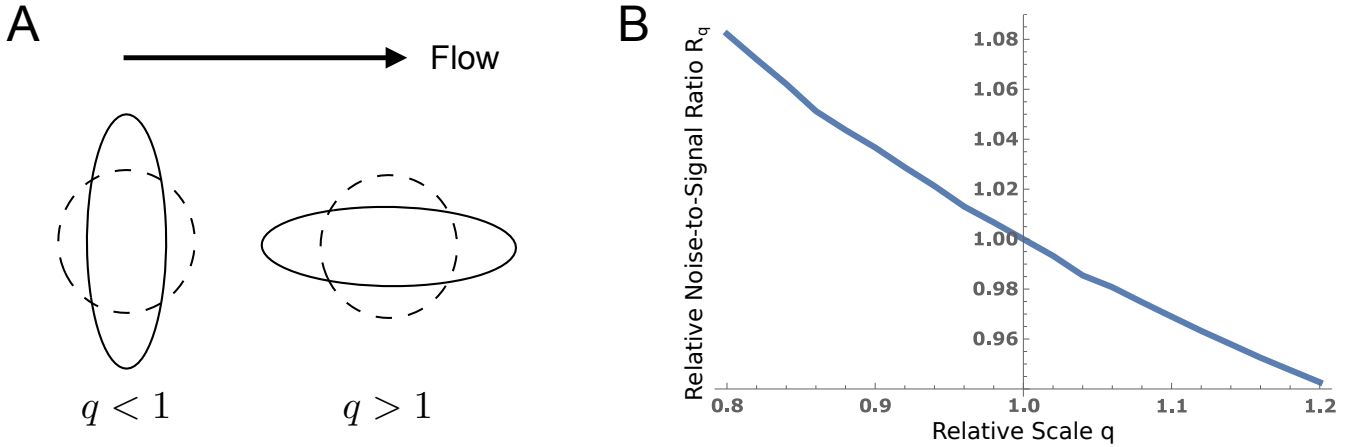 A
Flow
q < 1
q > 1
B
Relative Noise-to-Signal Ratio R_q
1.08
1.06
1.04
1.02
1.00
0.98
0.96
0.8 0.9 1.0 1.1 1.2
Relative Scale q